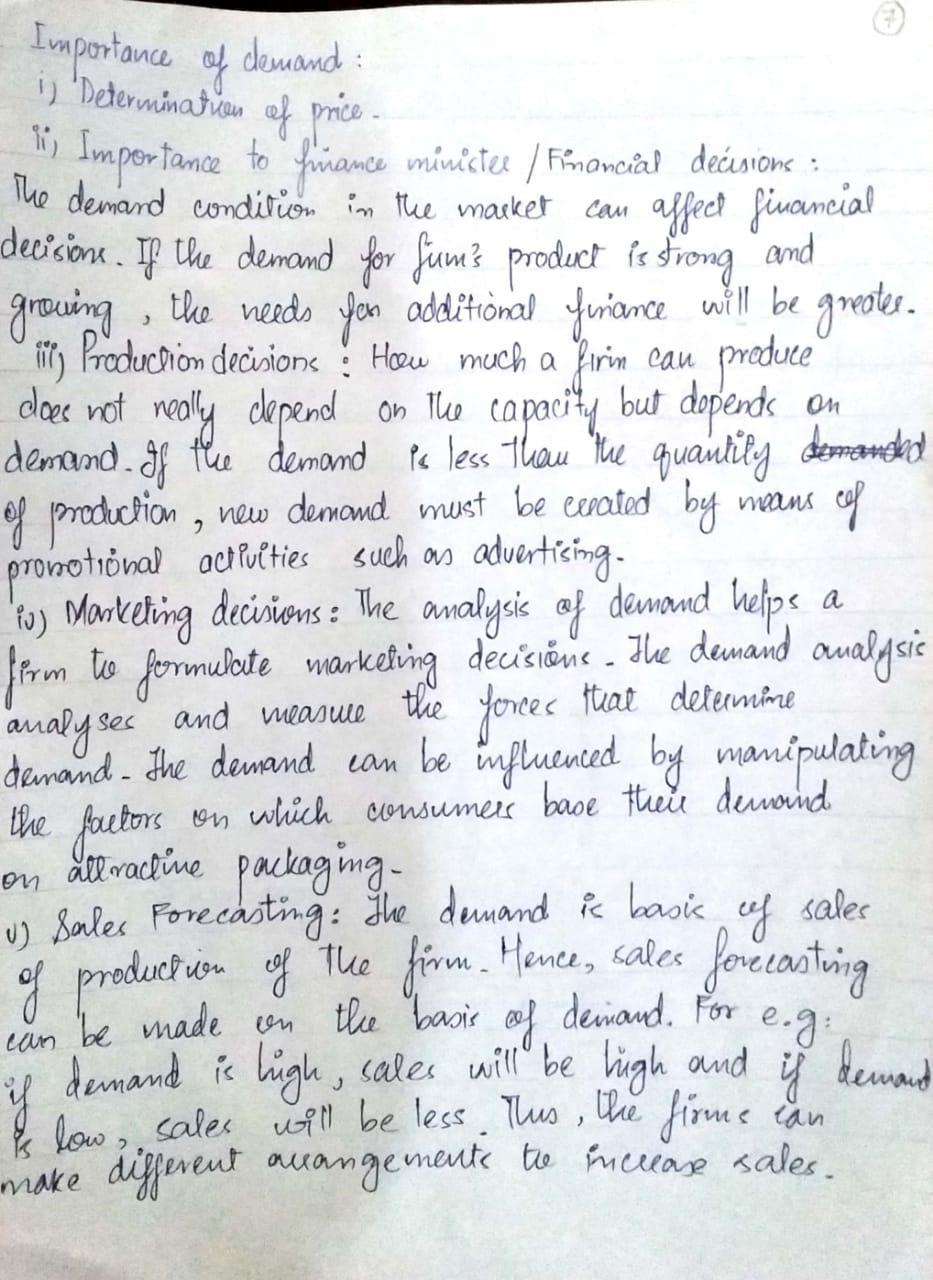 7
Importance of demand :
i) Determination of price.
ii) Importance to finance minister / Financial decisions :
The demand condition in the market can affect financial
decisions. If the demand for firm's product is strong and
growing , the needs for additional finance will be greater.
iii) Production decisions : How much a firm can produce
does not really depend on the capacity but depends on
demand. If the demand is less than the quantity demanded
of production , new demand must be created by means of
promotional activities such as advertising.
iv) Marketing decisions : The analysis of demand helps a
firm to formulate marketing decisions. The demand analysis
analyses and measure the forces that determine
demand. The demand can be influenced by manipulating
the factors on which consumers base their demand
on attractive packaging.
v) Sales Forecasting : The demand is basis of sales
of production of the firm. Hence, sales forecasting
can be made on the basis of demand. For e.g:
if demand is high, sales will be high and if demand
is low, sales will be less. Thus, the firms can
make different arrangements to increase sales.